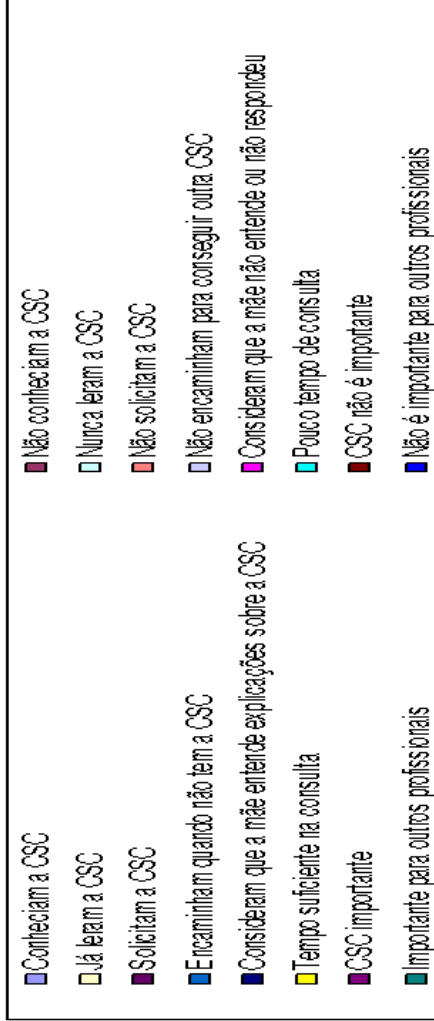 Conheciam a CSC
Não conheciam a CSC
Já leram a CSC
Nunca leram a CSC
Solicitam a CSC
Não solicitam a CSC
Encaminham quando não tem a CSC
Não encaminham para conseguir outra CSC
Consideram que a mãe entende explicações sobre a CSC
Consideram que a mãe não entende ou não respondeu
Tempo suficiente na consulta
Pouco tempo de consulta
CSC importante
CSC não é importante
Importante para outros profissionais
Não é importante para outros profissionais